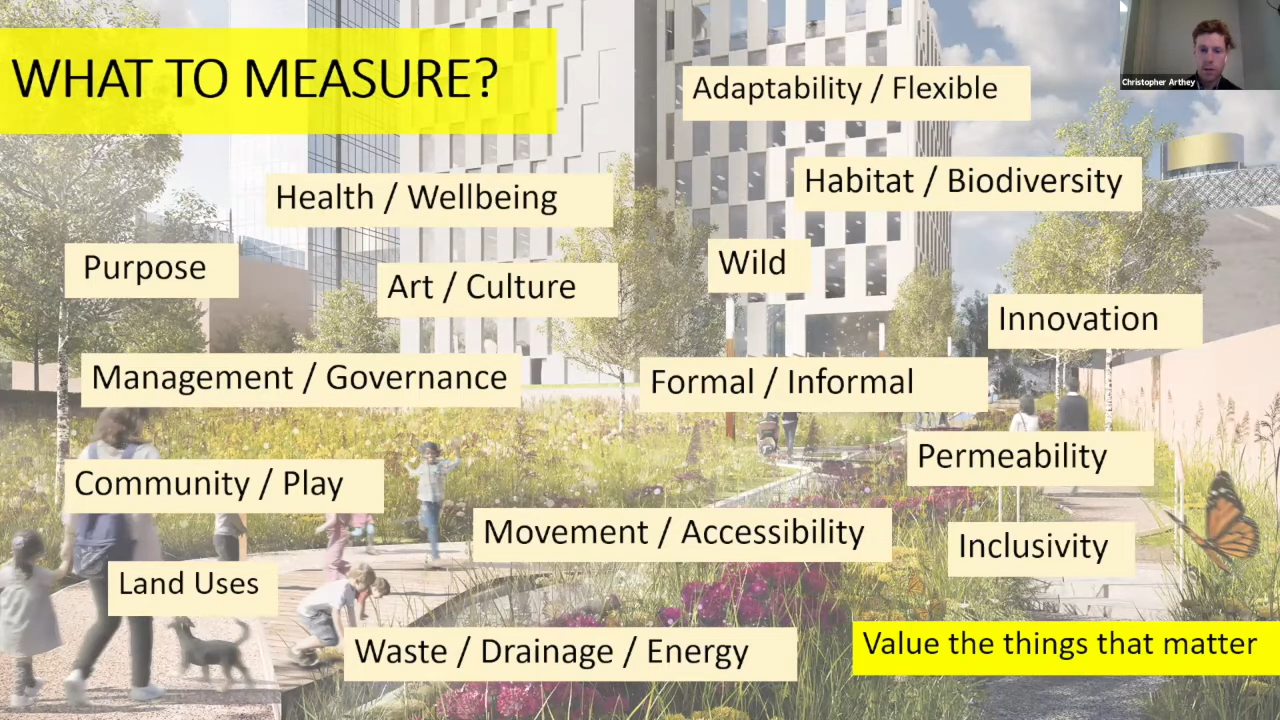 WHAT TO MEASURE?
Christopher Arthey
Adaptability / Flexible
Habitat / Biodiversity
Health / Wellbeing
Purpose
Wild
Art / Culture
Innovation
Management / Governance
Formal / Informal
Permeability
Community / Play
Movement / Accessibility
Inclusivity
Land Uses
Waste / Drainage / Energy
Value the things that matter